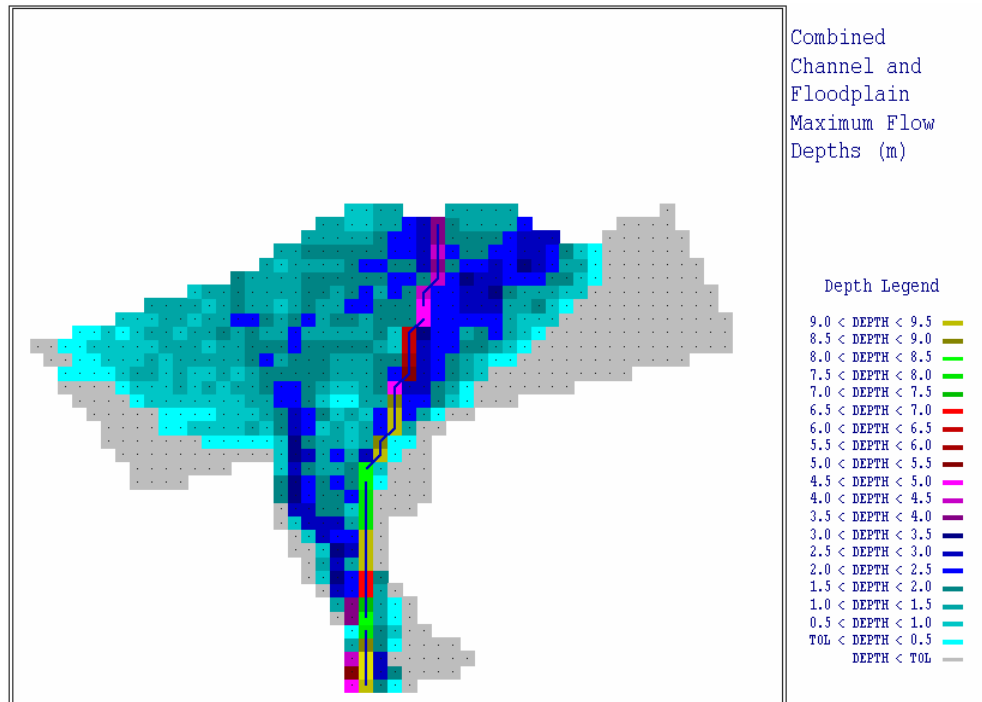 Combined
Channel and
Floodplain
Maximum Flow
Depths (m)
Depth Legend
9.0 < DEPTH < 9.5
8.5 < DEPTH < 9.0
8.0 < DEPTH < 8.5
7.5 < DEPTH < 8.0
7.0 < DEPTH < 7.5
6.5 < DEPTH < 7.0
6.0 < DEPTH < 6.5
5.5 < DEPTH < 6.0
5.0 < DEPTH < 5.5
4.5 < DEPTH < 5.0
4.0 < DEPTH < 4.5
3.5 < DEPTH < 4.0
3.0 < DEPTH < 3.5
2.5 < DEPTH < 3.0
2.0 < DEPTH < 2.5
1.5 < DEPTH < 2.0
1.0 < DEPTH < 1.5
0.5 < DEPTH < 1.0
TOL < DEPTH < 0.5
DEPTH < TOL